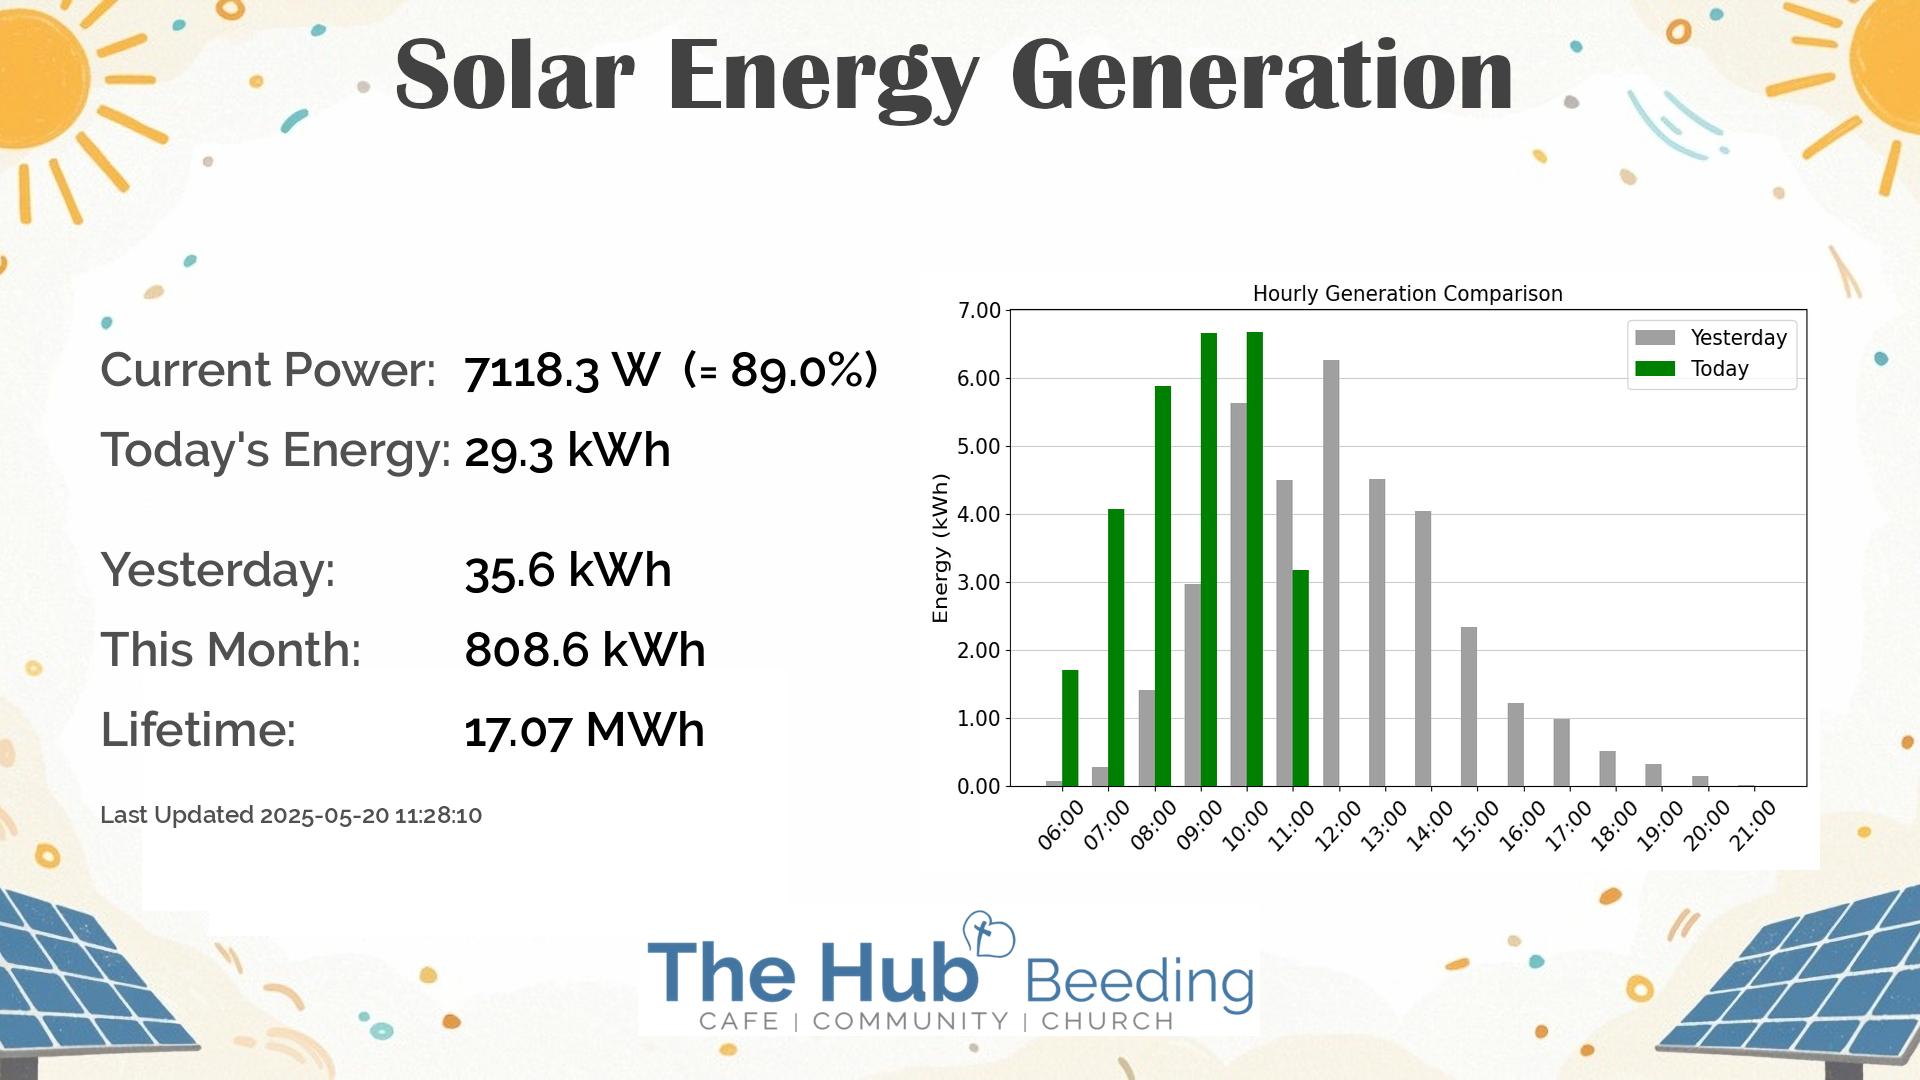 Solar Energy Generation
Current Power: 7118.3 W (= 89.0%)
Today's Energy: 29.3 kWh
Yesterday: 35.6 kWh
This Month: 808.6 kWh
Lifetime: 17.07 MWh
Last Updated 2025-05-20 11:28:10
Hourly Generation Comparison
Yesterday
Today
Energy (kWh)
7.00
6.00
5.00
4.00
3.00
2.00
1.00
0.00
06:00 07:00 08:00 09:00 10:00 11:00 12:00 13:00 14:00 15:00 16:00 17:00 18:00 19:00 20:00 21:00
The Hub Beeding
CAFE | COMMUNITY | CHURCH